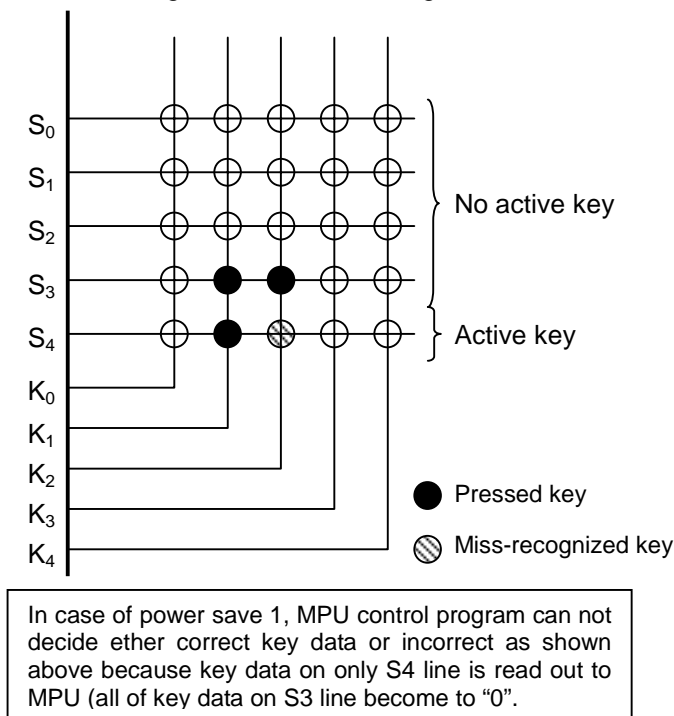 S₀
S₁
S₂
No active key
S₃
S₄
Active key
K₀
K₁
K₂
K₃
K₄
Pressed key
Miss-recognized key
In case of power save 1, MPU control program can not
decide ether correct key data or incorrect as shown
above because key data on only S4 line is read out to
MPU (all of key data on S3 line become to “0”.